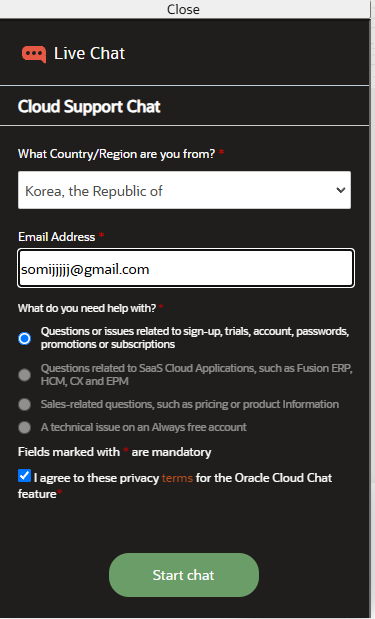 Close
Live Chat
Cloud Support Chat
What Country/Region are you from? *
Korea, the Republic of
Email Address *
somijjjjj@gmail.com
What do you need help with? *
Questions or issues related to sign-up, trials, account, passwords,
promotions or subscriptions
Questions related to SaaS Cloud Applications, such as Fusion ERP,
HCM, CX and EPM
Sales-related questions, such as pricing or product Information
A technical issue on an Always free account
Fields marked with * are mandatory
I agree to these privacy terms for the Oracle Cloud Chat
feature*
Start chat